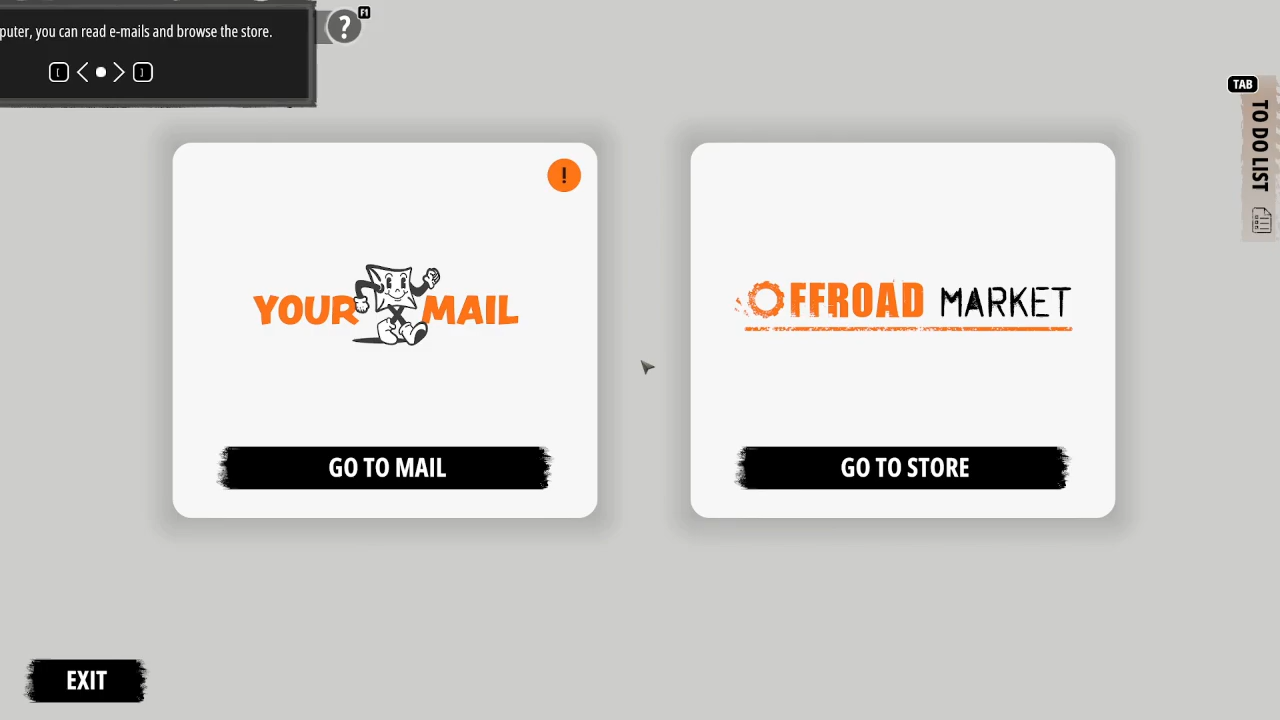 puter, you can read e-mails and browse the store.
[ ]
? F1
TAB
TO DO LIST
!
YOUR MAIL
OFFROAD MARKET
GO TO MAIL
GO TO STORE
EXIT